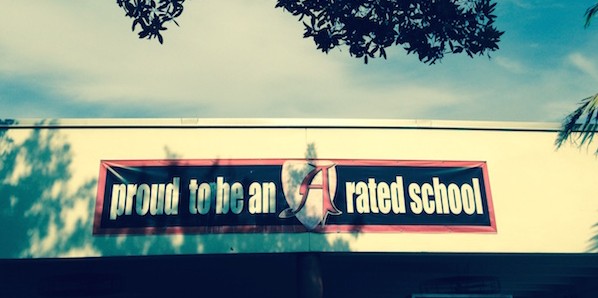 proud to be an A rated school